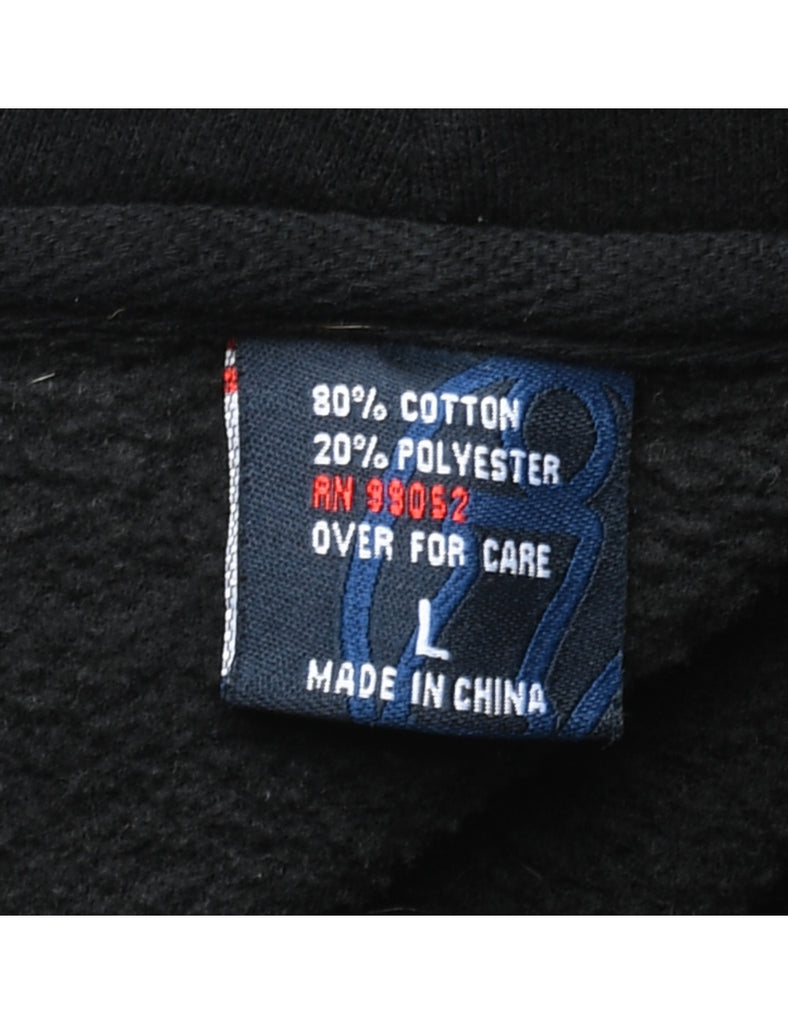 80% COTTON
20% POLYESTER
RN 99052
OVER FOR CARE
L
MADE IN CHINA